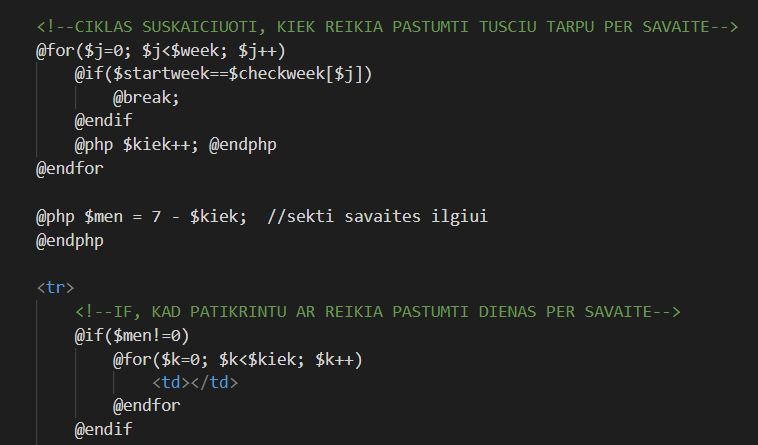 <!--CIKLAS SUSKAICIUOTI, KIEK REIKIA PASTUMTI TUSCIU TARPU PER SAVAITE-->
@for($j=0; $j<$week; $j++)
@if($startweek==$checkweek[$j])
@break;
@endif
@php $kiek++; @endphp
@endfor
@php $men = 7 - $kiek;  //sekti savaites ilgiui
@endphp
<tr>
<!--IF, KAD PATIKRINTU AR REIKIA PASTUMTI DIENAS PER SAVAITE-->
@if($men!=0)
@for($k=0; $k<$kiek; $k++)
<td></td>
@endfor
@endif